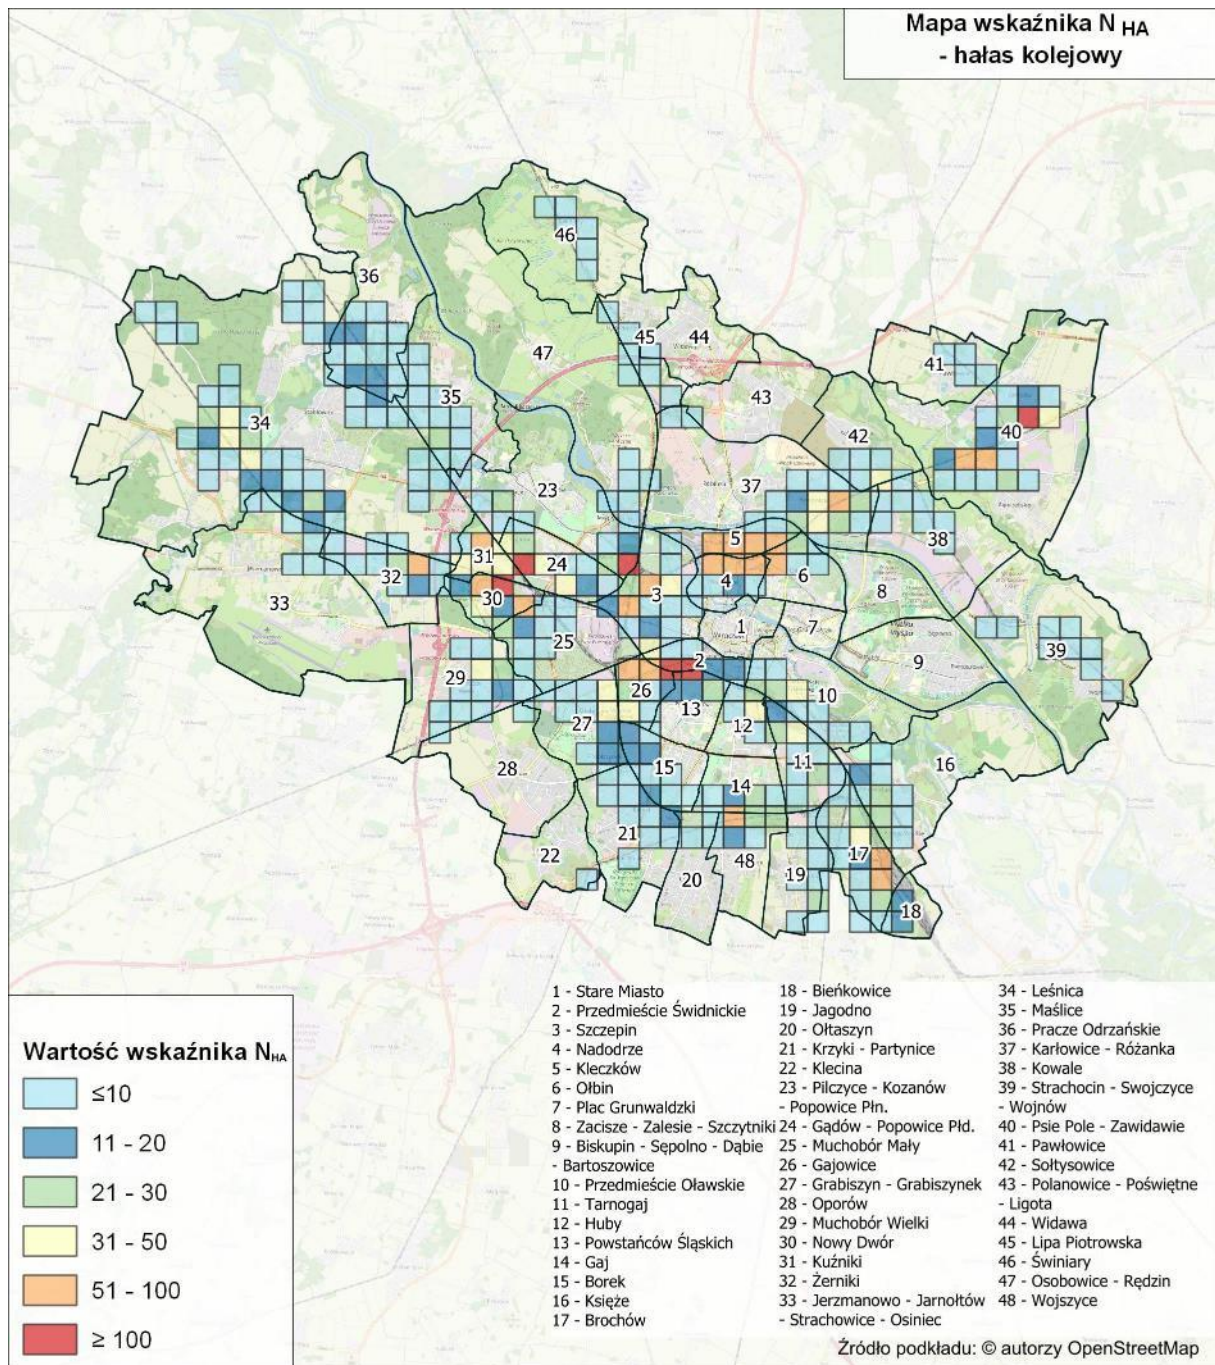 Mapa wskaźnika N HA
- hałas kolejowy
46
36
45
44
47
41
43
35
34
40
42
23
37
38
5
31
24
32
4
6
30
3
8
33
1
7
25
39
2
9
29
26
10
13
27
12
11
16
28
15
14
21
17
22
48
20
19
18
Wartość wskaźnika NHA
≤10
11 - 20
21 - 30
31 - 50
51 - 100
≥ 100
1 - Stare Miasto
2 - Przedmieście Świdnickie
3 - Szczepin
4 - Nadodrze
5 - Kleczków
6 - Ołbin
7 - Plac Grunwaldzki
8 - Zacisze - Zalesie - Szczytniki
9 - Biskupin - Sępolno - Dąbie
- Bartoszowice
10 - Przedmieście Oławskie
11 - Tarnogaj
12 - Huby
13 - Powstańców Śląskich
14 - Gaj
15 - Borek
16 - Księże
17 - Brochów
18 - Bieńkowice
19 - Jagodno
20 - Ołtaszyn
21 - Krzyki - Partynice
22 - Klecina
23 - Pilczyce - Kozanów
- Popowice Płn.
24 - Gądów - Popowice Płd.
25 - Muchobór Mały
26 - Gajowice
27 - Grabiszyn - Grabiszynek
28 - Oporów
29 - Muchobór Wielki
30 - Nowy Dwór
31 - Kuźniki
32 - Żerniki
33 - Jerzmanowo - Jarnołtów
- Strachowice - Osiniec
34 - Leśnica
35 - Maślice
36 - Pracze Odrzańskie
37 - Karłowice - Różanka
38 - Kowale
39 - Strachocin - Swojczyce
- Wojnów
40 - Psie Pole - Zawidawie
41 - Pawłowice
42 - Sołtysowice
43 - Polanowice - Poświętne
- Ligota
44 - Widawa
45 - Lipa Piotrowska
46 - Świniary
47 - Osobowice - Rędzin
48 - Wojszyce
Źródło podkładu: © autorzy OpenStreetMap